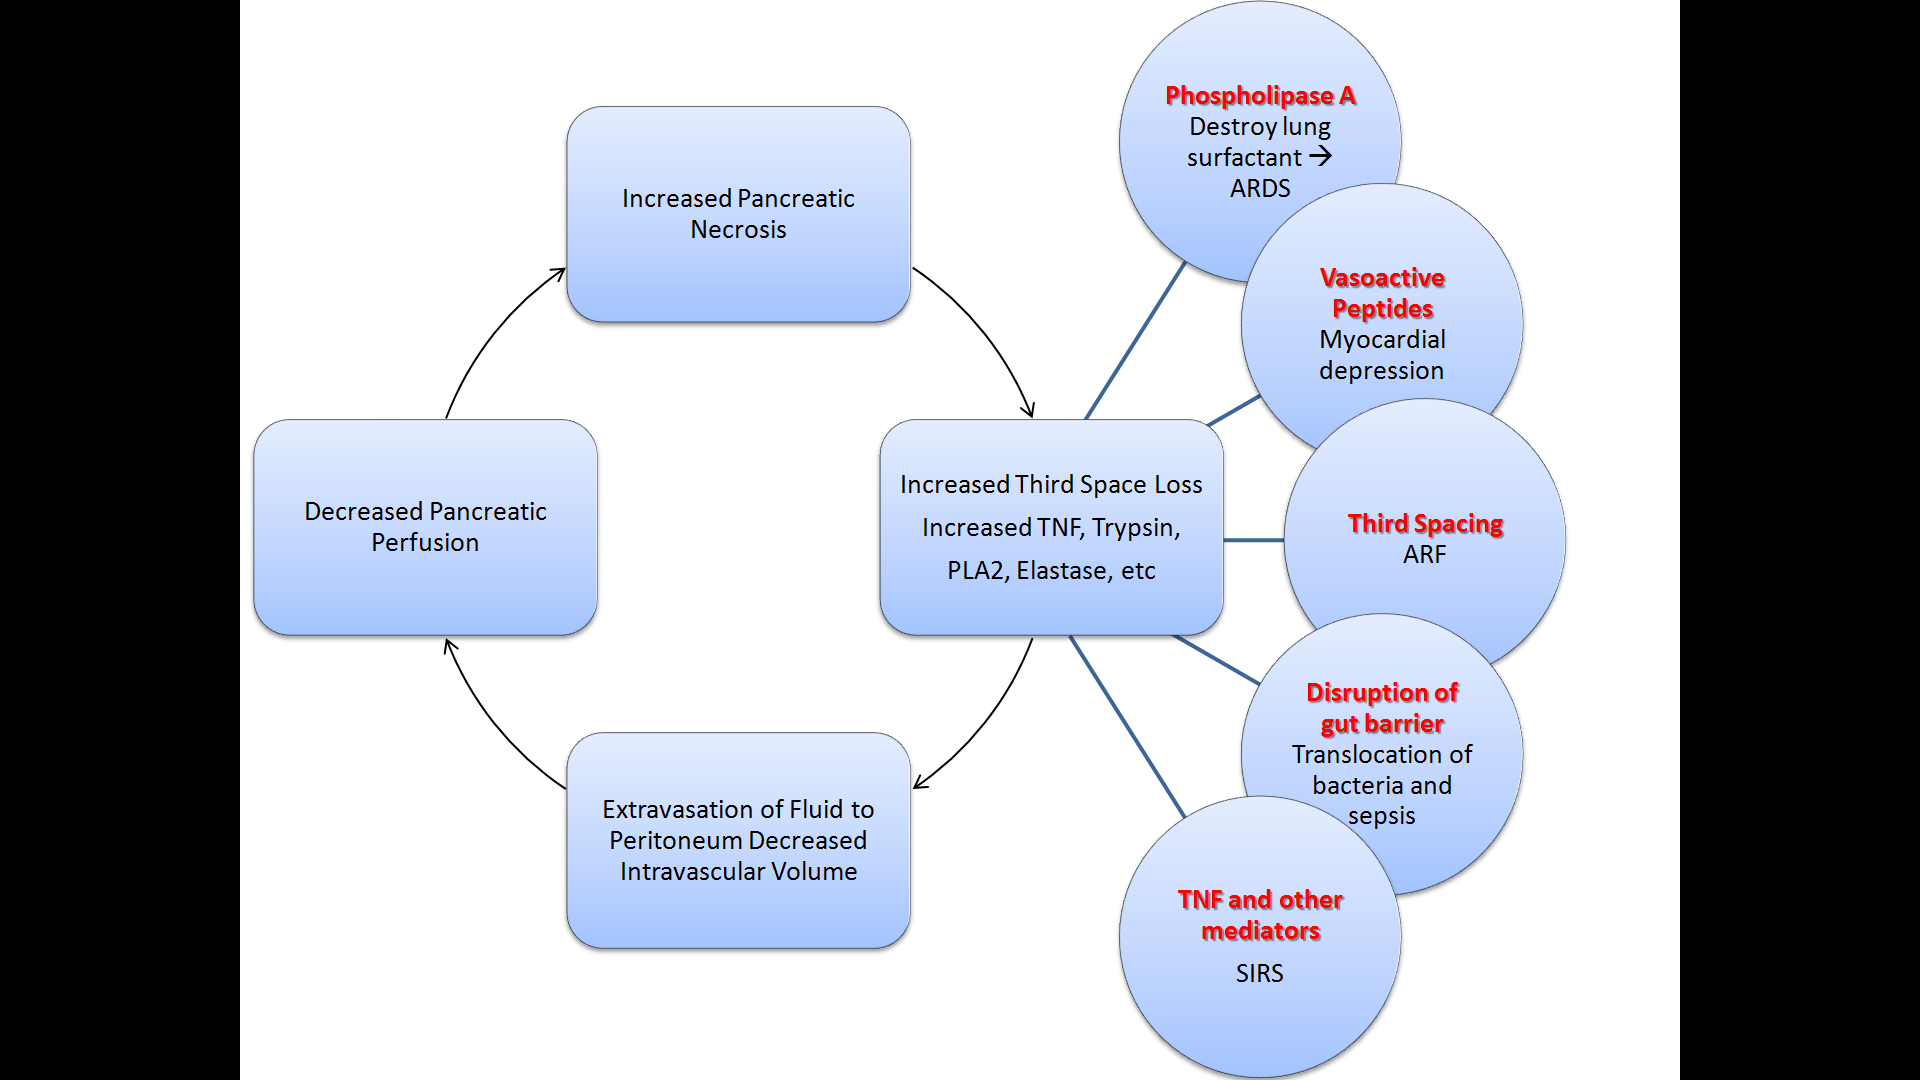 Increased Pancreatic
Necrosis
Decreased Pancreatic
Perfusion
Increased Third Space Loss
Increased TNF, Trypsin,
PLA2, Elastase, etc
Extravasation of Fluid to
Peritoneum Decreased
Intravascular Volume
Phospholipase A
Destroy lung
surfactant →
ARDS
Vasoactive
Peptides
Myocardial
depression
Third Spacing
ARF
Disruption of
gut barrier
Translocation of
bacteria and
sepsis
TNF and other
mediators
SIRS